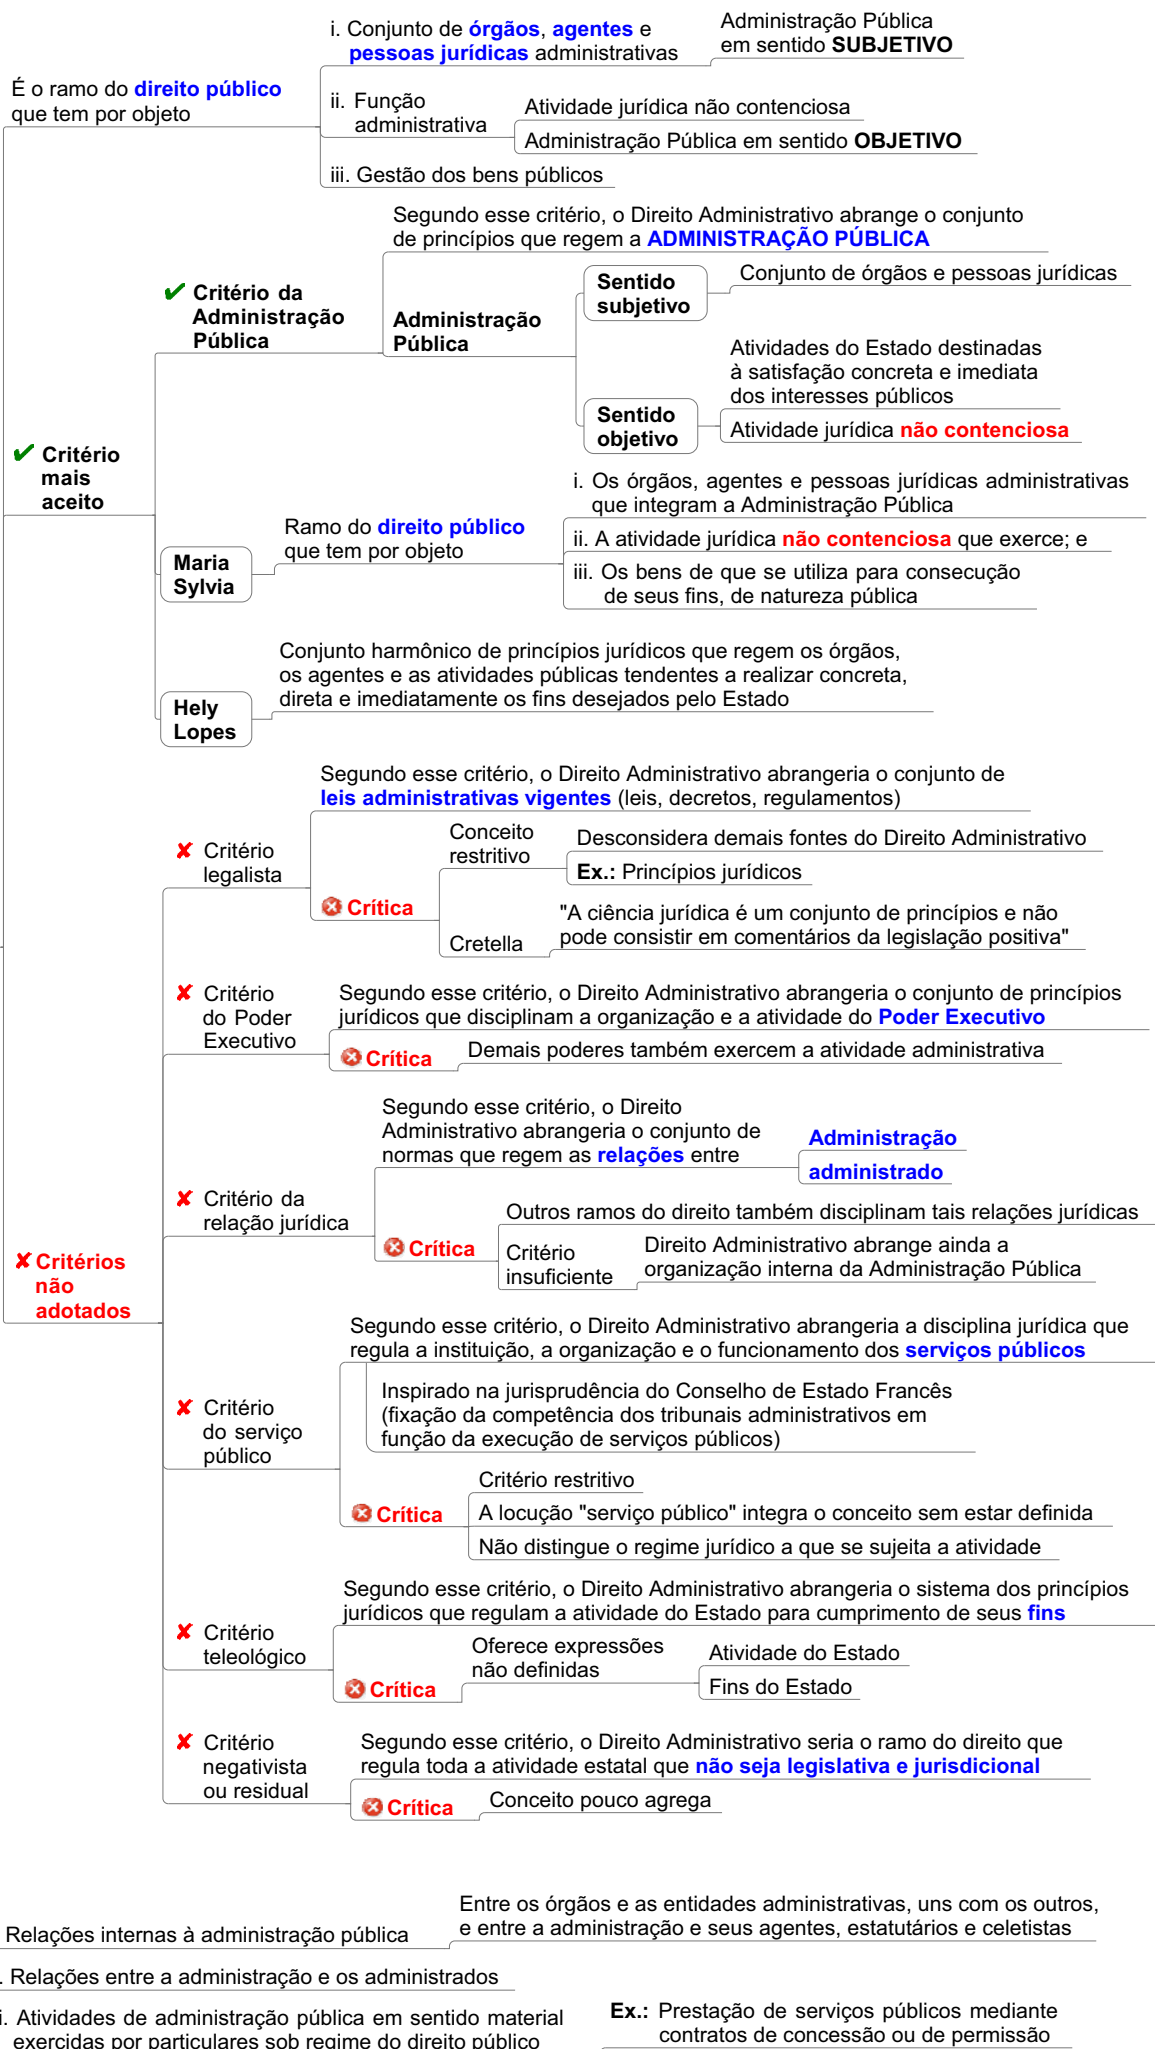 É o ramo do direito público
que tem por objeto
i. Conjunto de órgãos, agentes e
pessoas jurídicas administrativas
Administração Pública
em sentido SUBJETIVO
ii. Função
administrativa
Atividade jurídica não contenciosa
Administração Pública em sentido OBJETIVO
iii. Gestão dos bens públicos
✔ Critério
mais
aceito
✔ Critério da
Administração
Pública
Segundo esse critério, o Direito Administrativo abrange o conjunto
de princípios que regem a ADMINISTRAÇÃO PÚBLICA
Administração
Pública
Sentido
subjetivo
Conjunto de órgãos e pessoas jurídicas
Sentido
objetivo
Atividades do Estado destinadas
à satisfação concreta e imediata
dos interesses públicos
Atividade jurídica não contenciosa
Maria
Sylvia
Ramo do direito público
que tem por objeto
i. Os órgãos, agentes e pessoas jurídicas administrativas
que integram a Administração Pública
ii. A atividade jurídica não contenciosa que exerce; e
iii. Os bens de que se utiliza para consecução
de seus fins, de natureza pública
Hely
Lopes
Conjunto harmônico de princípios jurídicos que regem os órgãos,
os agentes e as atividades públicas tendentes a realizar concreta,
direta e imediatamente os fins desejados pelo Estado
✘ Critérios
não
adotados
✘ Critério
legalista
Segundo esse critério, o Direito Administrativo abrangeria o conjunto de
leis administrativas vigentes (leis, decretos, regulamentos)
Crítica
Conceito
restritivo
Desconsidera demais fontes do Direito Administrativo
Ex.: Princípios jurídicos
Cretella
"A ciência jurídica é um conjunto de princípios e não
pode consistir em comentários da legislação positiva"
✘ Critério
do Poder
Executivo
Segundo esse critério, o Direito Administrativo abrangeria o conjunto de princípios
jurídicos que disciplinam a organização e a atividade do Poder Executivo
Crítica
Demais poderes também exercem a atividade administrativa
✘ Critério da
relação jurídica
Segundo esse critério, o Direito
Administrativo abrangeria o conjunto de
normas que regem as relações entre
Administração
administrado
Crítica
Outros ramos do direito também disciplinam tais relações jurídicas
Critério
insuficiente
Direito Administrativo abrange ainda a
organização interna da Administração Pública
✘ Critério
do serviço
público
Segundo esse critério, o Direito Administrativo abrangeria a disciplina jurídica que
regula a instituição, a organização e o funcionamento dos serviços públicos
Inspirado na jurisprudência do Conselho de Estado Francês
(fixação da competência dos tribunais administrativos em
função da execução de serviços públicos)
Crítica
Critério restritivo
A locução "serviço público" integra o conceito sem estar definida
Não distingue o regime jurídico a que se sujeita a atividade
✘ Critério
teleológico
Segundo esse critério, o Direito Administrativo abrangeria o sistema dos princípios
jurídicos que regulam a atividade do Estado para cumprimento de seus fins
Crítica
Oferece expressões
não definidas
Atividade do Estado
Fins do Estado
✘ Critério
negativista
ou residual
Segundo esse critério, o Direito Administrativo seria o ramo do direito que
regula toda a atividade estatal que não seja legislativa e jurisdicional
Crítica
Conceito pouco agrega
Relações internas à administração pública
Entre os órgãos e as entidades administrativas, uns com os outros,
e entre a administração e seus agentes, estatutários e celetistas
. Relações entre a administração e os administrados
i. Atividades de administração pública em sentido material
exercidas por particulares sob regime do direito público
Ex.: Prestação de serviços públicos mediante
contratos de concessão ou de permissão